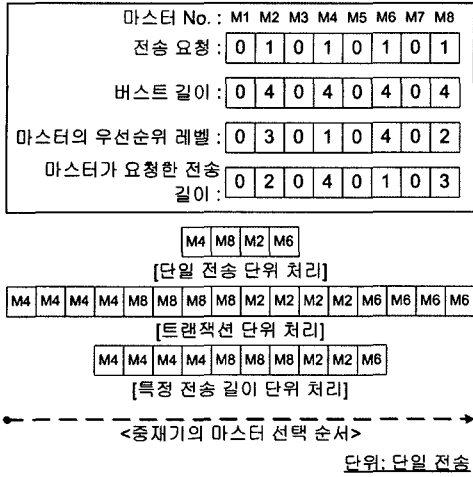 마스터 No. : M1 M2 M3 M4 M5 M6 M7 M8
전송 요청 : 0 1 0 1 0 1 0 1
버스트 길이 : 0 4 0 4 0 4 0 4
마스터의 우선순위 레벨 : 0 3 0 1 0 4 0 2
마스터가 요청한 전송
길이 : 0 2 0 4 0 1 0 3
M4 M8 M2 M6
[단일 전송 단위 처리]
M4 M4 M4 M4 M8 M8 M8 M8 M2 M2 M2 M2 M6 M6 M6 M6
[트랜잭션 단위 처리]
M4 M4 M4 M4 M8 M8 M8 M2 M2 M6
[특정 전송 길이 단위 처리]
<중재기의 마스터 선택 순서>
단위: 단일 전송